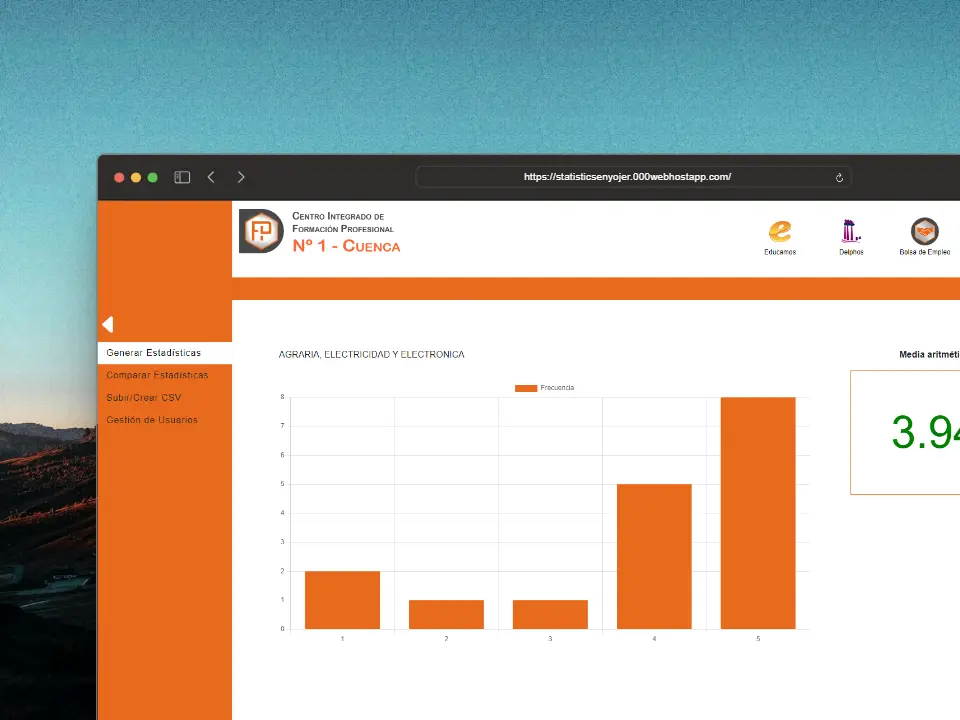 https://statisticsenyojer.000webhostapp.com/
FP
Centro Integrado de
Formación Profesional
Nº 1 - Cuenca
Educamos
Delphos
Bolsa de Empleo
Generar Estadísticas
Comparar Estadísticas
Subir/Crear CSV
Gestión de Usuarios
AGRARIA, ELECTRICIDAD Y ELECTRONICA
Media aritméti
Frecuencia
3.94
8
7
6
5
4
3
2
1
0
1
2
3
4
5